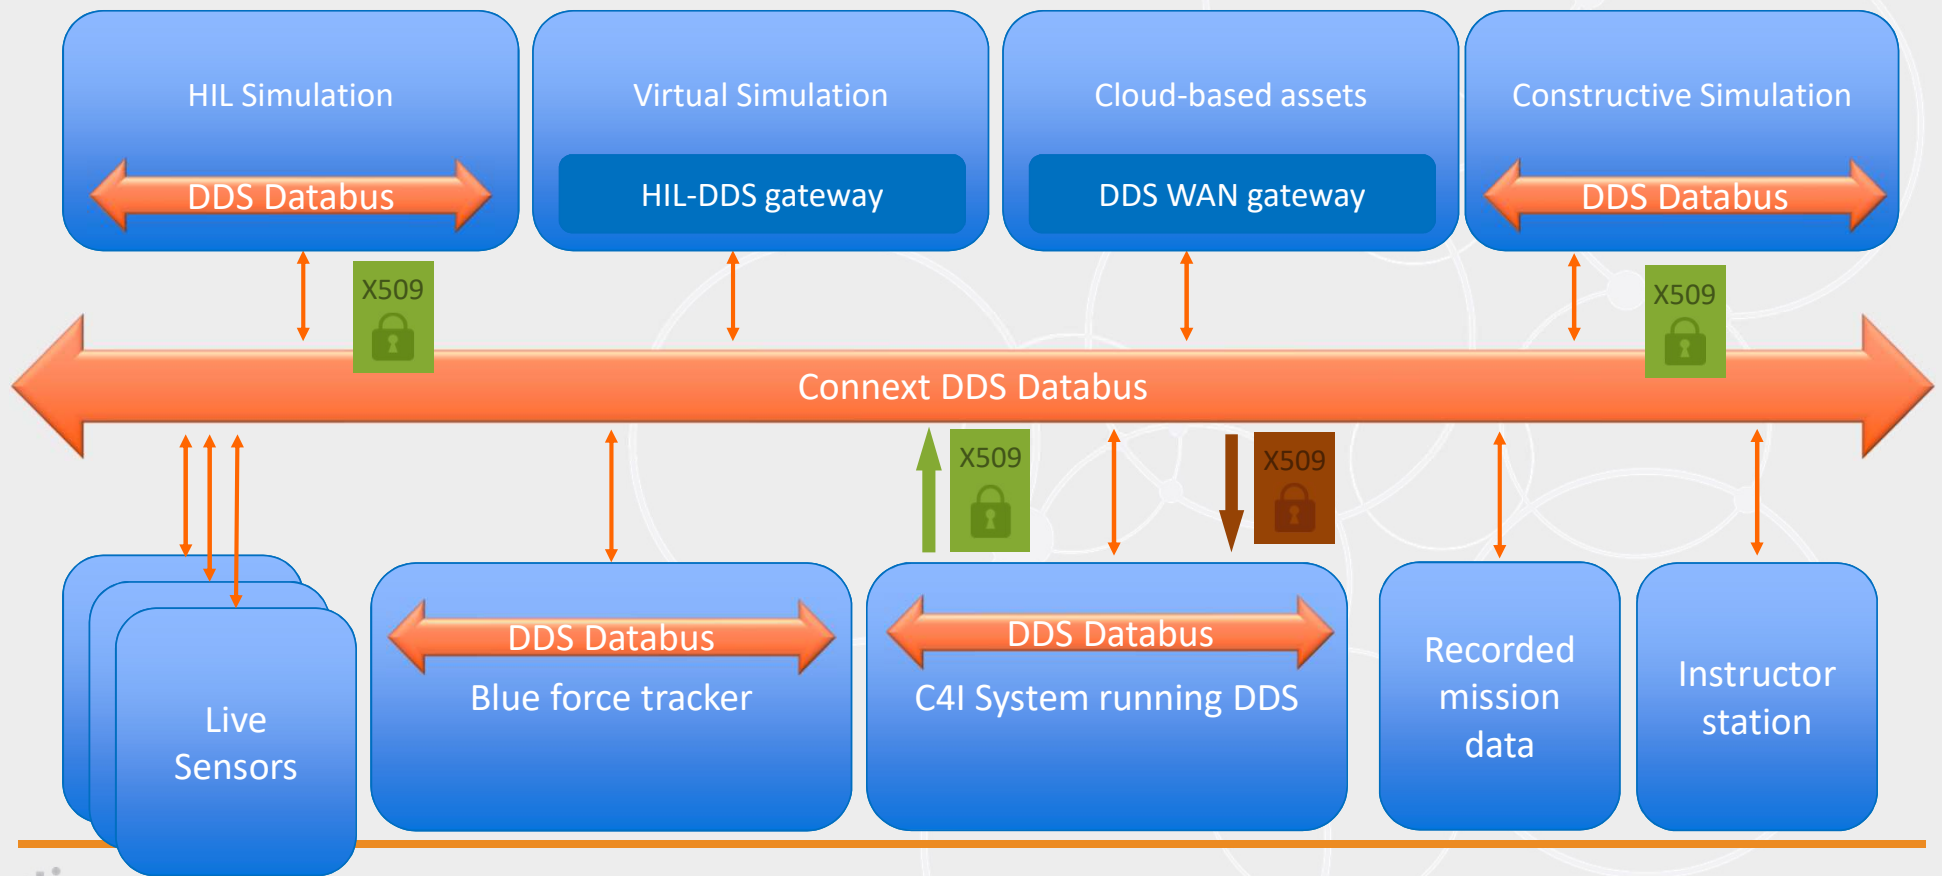 HIL Simulation
DDS Databus
Virtual Simulation
HIL-DDS gateway
Cloud-based assets
DDS WAN gateway
Constructive Simulation
DDS Databus
X509
X509
Connext DDS Databus
X509
X509
Live
Sensors
DDS Databus
Blue force tracker
DDS Databus
C4I System running DDS
Recorded
mission
data
Instructor
station